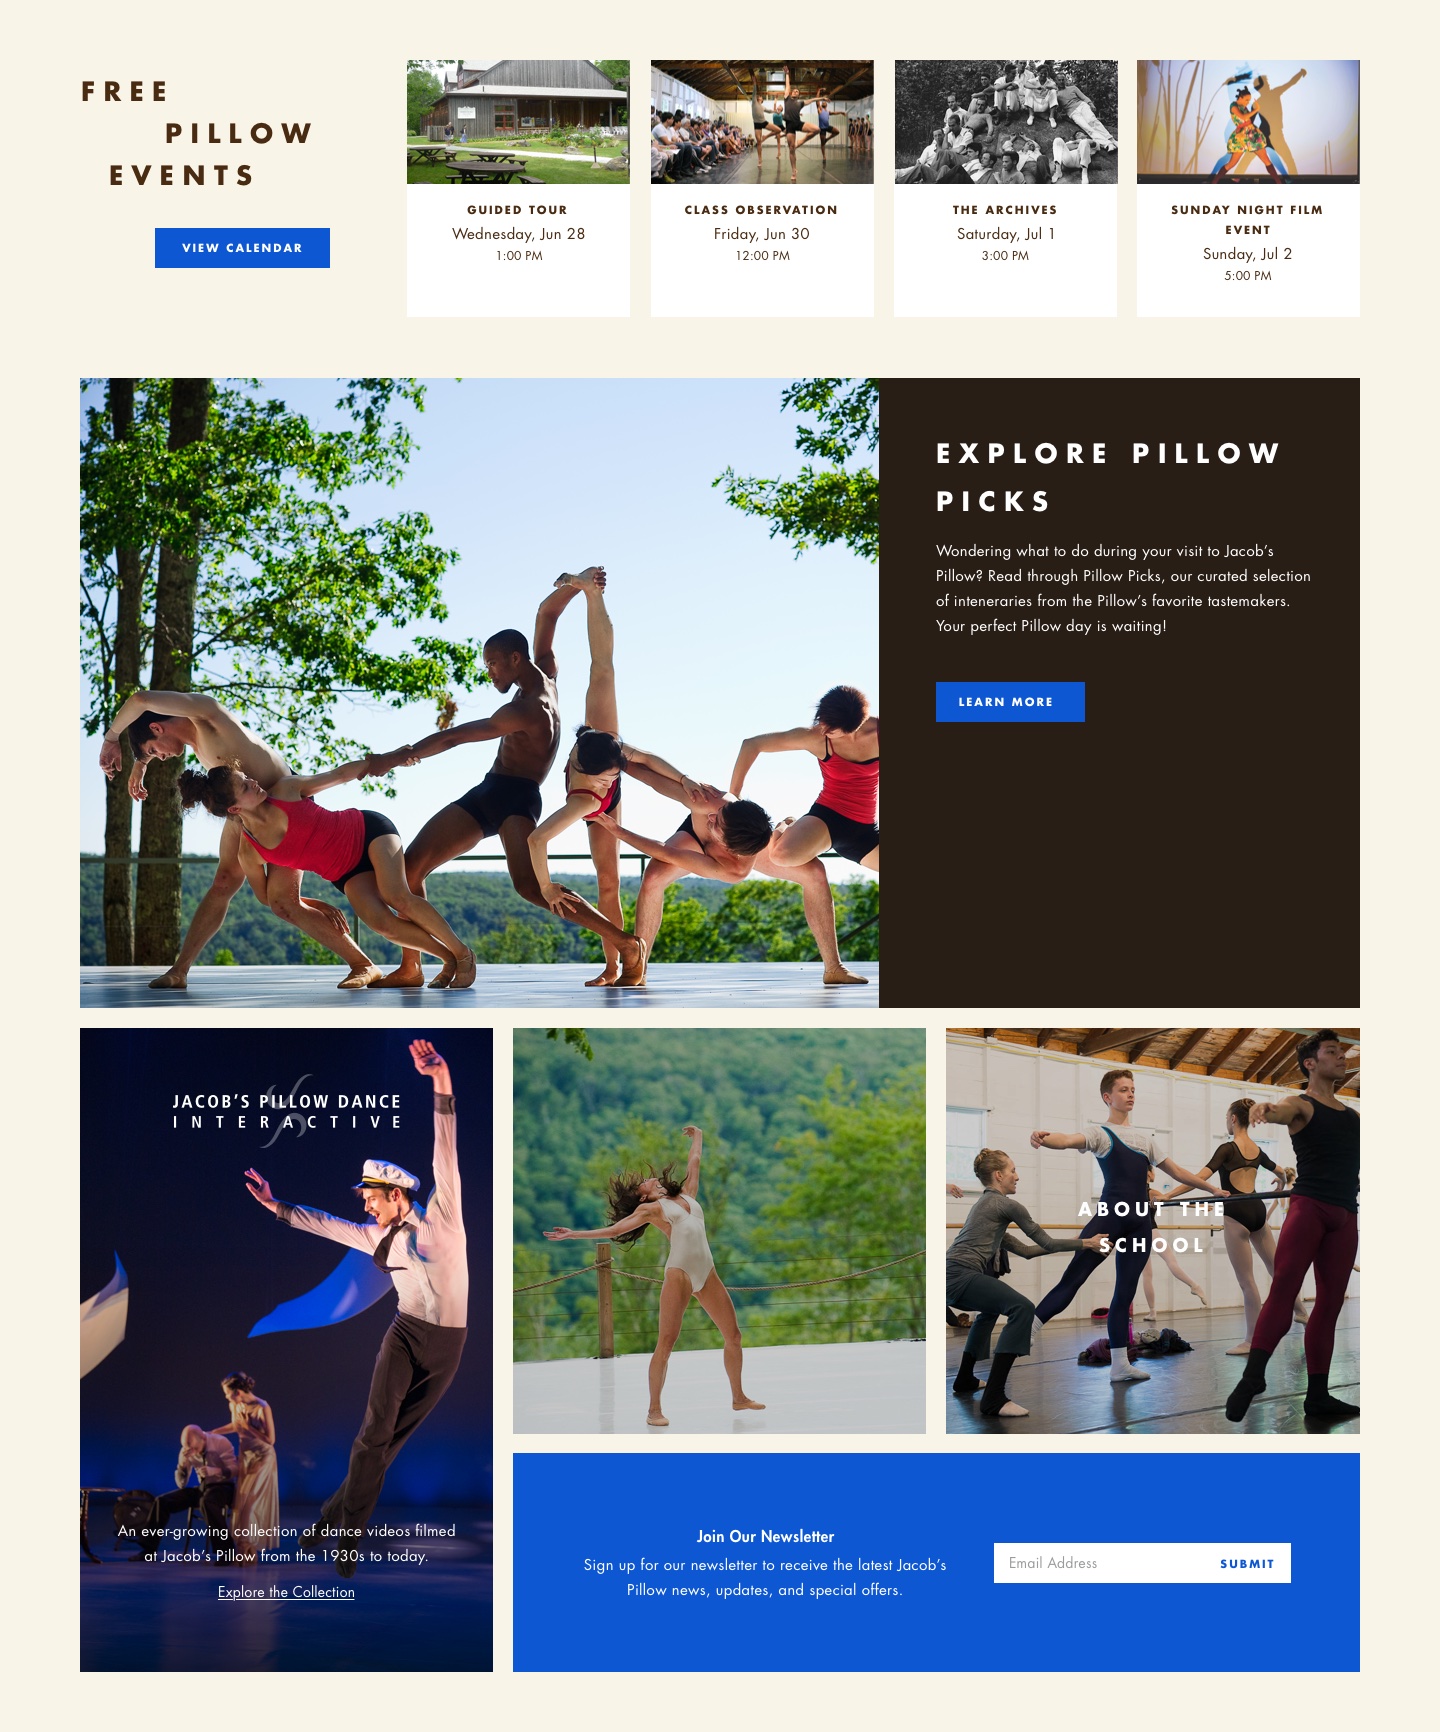 FREE
PILLOW
EVENTS
VIEW CALENDAR
GUIDED TOUR
Wednesday, Jun 28
1:00 PM
CLASS OBSERVATION
Friday, Jun 30
12:00 PM
THE ARCHIVES
Saturday, Jul 1
3:00 PM
SUNDAY NIGHT FILM
EVENT
Sunday, Jul 2
5:00 PM
EXPLORE PILLOW
PICKS
Wondering what to do during your visit to Jacob’s
Pillow? Read through Pillow Picks, our curated selection
of inteneraries from the Pillow’s favorite tastemakers.
Your perfect Pillow day is waiting!
LEARN MORE
JACOB’S PILLOW DANCE
INTERACTIVE
An ever-growing collection of dance videos filmed
at Jacob’s Pillow from the 1930s to today.
Explore the Collection
ABOUT THE
SCHOOL
Join Our Newsletter
Sign up for our newsletter to receive the latest Jacob’s
Pillow news, updates, and special offers.
Email Address
SUBMIT